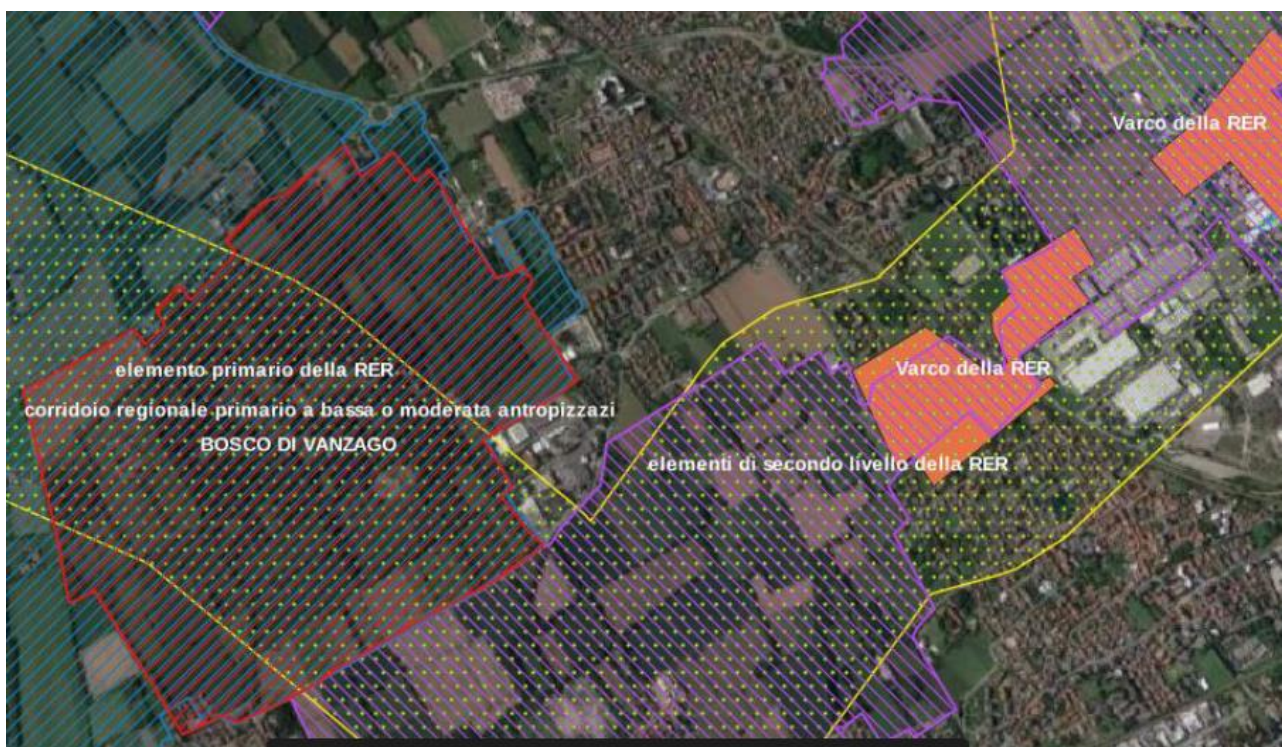 Varco della RER
elemento primario della RER
Varco della RER
corridoio regionale primario a bassa o moderata antropizzazi
BOSCO DI VANZAGO
elementi di secondo livello della RER